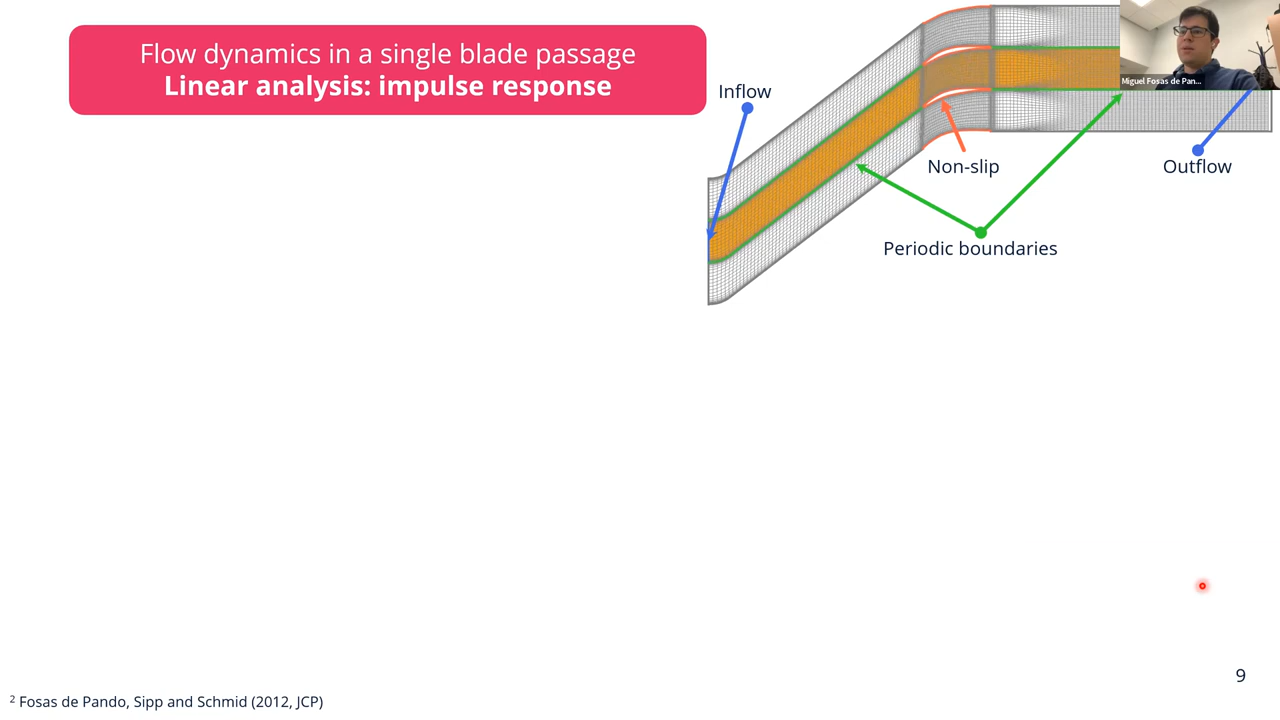 Flow dynamics in a single blade passage
Linear analysis: impulse response
Inflow
Miguel Fosas de Pan...
Non-slip
Outflow
Periodic boundaries
9
2 Fosas de Pando, Sipp and Schmid (2012, JCP)